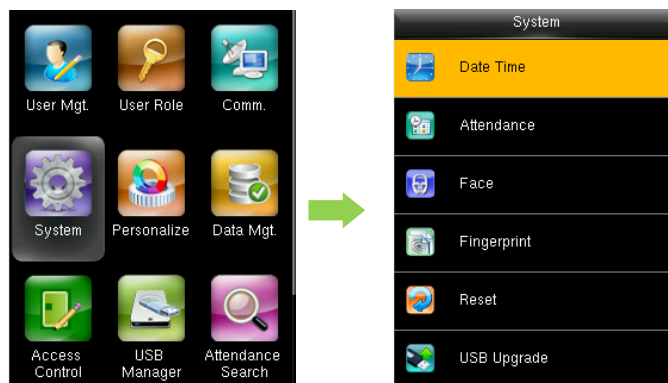 User Mgt.
User Role
Comm.
System
Personalize
Data Mgt.
Access
Control
USB
Manager
Attendance
Search
System
Date Time
Attendance
Face
Fingerprint
Reset
USB Upgrade